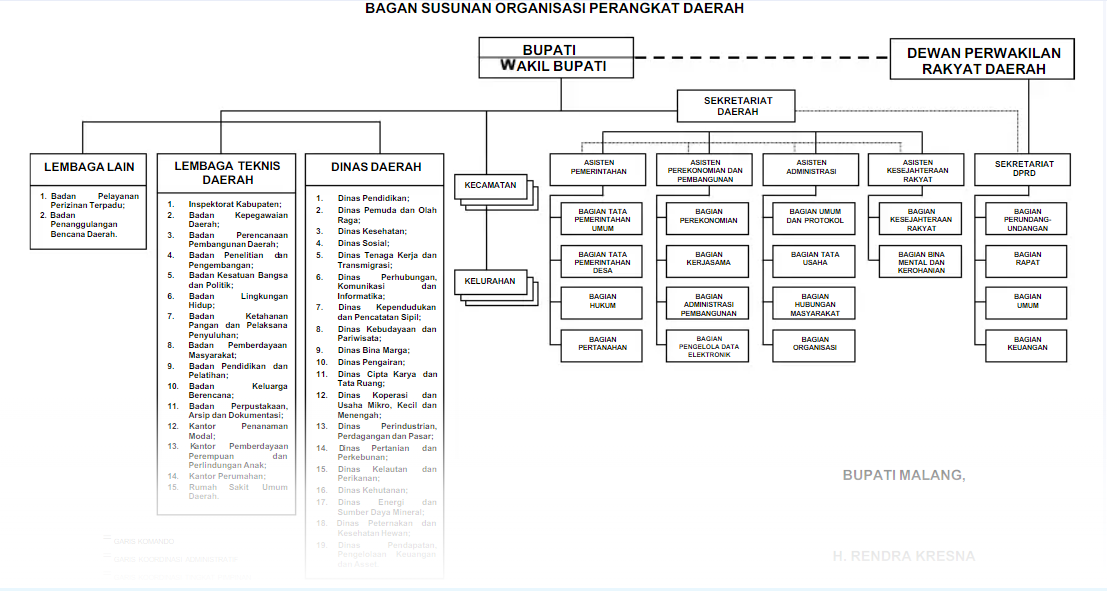 BAGAN SUSUNAN ORGANISASI PERANGKAT DAERAH
BUPATI
WAKIL BUPATI
DEWAN PERWAKILAN
RAKYAT DAERAH
SEKRETARIAT
DAERAH
LEMBAGA LAIN
1. Badan Pelayanan
Perizinan Terpadu;
2. Badan
Penanggulangan
Bencana Daerah.
LEMBAGA TEKNIS
DAERAH
1. Inspektorat Kabupaten;
2. Badan Kepegawaian
Daerah;
3. Badan Perencanaan
Pembangunan Daerah;
4. Badan Penelitian dan
Pengembangan;
5. Badan Kesatuan Bangsa
dan Politik;
6. Badan Lingkungan
Hidup;
7. Badan Ketahanan
Pangan dan Pelaksana
Penyuluhan;
8. Badan Pemberdayaan
Masyarakat;
9. Badan Pendidikan dan
Pelatihan;
10. Badan Keluarga
Berencana;
11. Badan Perpustakaan,
Arsip dan Dokumentasi;
12. Kantor Penanaman
Modal;
13. Kantor Pemberdayaan
Perempuan dan
Perlindungan Anak;
14. Kantor Perumahan;
15. Rumah Sakit Umum
Daerah.
DINAS DAERAH
1. Dinas Pendidikan;
2. Dinas Pemuda dan Olah
Raga;
3. Dinas Kesehatan;
4. Dinas Sosial;
5. Dinas Tenaga Kerja dan
Transmigrasi;
6. Dinas Perhubungan,
Komunikasi dan
Informatika;
7. Dinas Kependudukan
dan Pencatatan Sipil;
8. Dinas Kebudayaan dan
Pariwisata;
9. Dinas Bina Marga;
10. Dinas Pengairan;
11. Dinas Cipta Karya dan
Tata Ruang;
12. Dinas Koperasi dan
Usaha Mikro, Kecil dan
Menengah;
13. Dinas Perindustrian,
Perdagangan dan Pasar;
14. Dinas Pertanian dan
Perkebunan;
15. Dinas Kelautan dan
Perikanan;
16. Dinas Kehutanan;
17. Dinas Energi dan
Sumber Daya Mineral;
18. Dinas Peternakan dan
Kesehatan Hewan;
19. Dinas Pendapatan,
Pengelolaan Keuangan
dan Asset.
KECAMATAN
KELURAHAN
ASISTEN
PEMERINTAHAN
BAGIAN TATA
PEMERINTAHAN
UMUM
BAGIAN TATA
PEMERINTAHAN
DESA
BAGIAN
HUKUM
BAGIAN
PERTANAHAN
ASISTEN
PEREKONOMIAN DAN
PEMBANGUNAN
BAGIAN
PEREKONOMIAN
BAGIAN
KERJASAMA
BAGIAN
ADMINISTRASI
PEMBANGUNAN
BAGIAN
PENGELOLA DATA
ELEKTRONIK
ASISTEN
ADMINISTRASI
BAGIAN UMUM
DAN PROTOKOL
BAGIAN TATA
USAHA
BAGIAN
HUBUNGAN
MASYARAKAT
BAGIAN
ORGANISASI
ASISTEN
KESEJAHTERAAN
RAKYAT
BAGIAN
KESEJAHTERAAN
RAKYAT
BAGIAN BINA
MENTAL DAN
KEROHANIAN
SEKRETARIAT
DPRD
BAGIAN
PERUNDANG-
UNDANGAN
BAGIAN
RAPAT
BAGIAN
UMUM
BAGIAN
KEUANGAN
BUPATI MALANG,
H. RENDRA KRESNA
GARIS KOMANDO